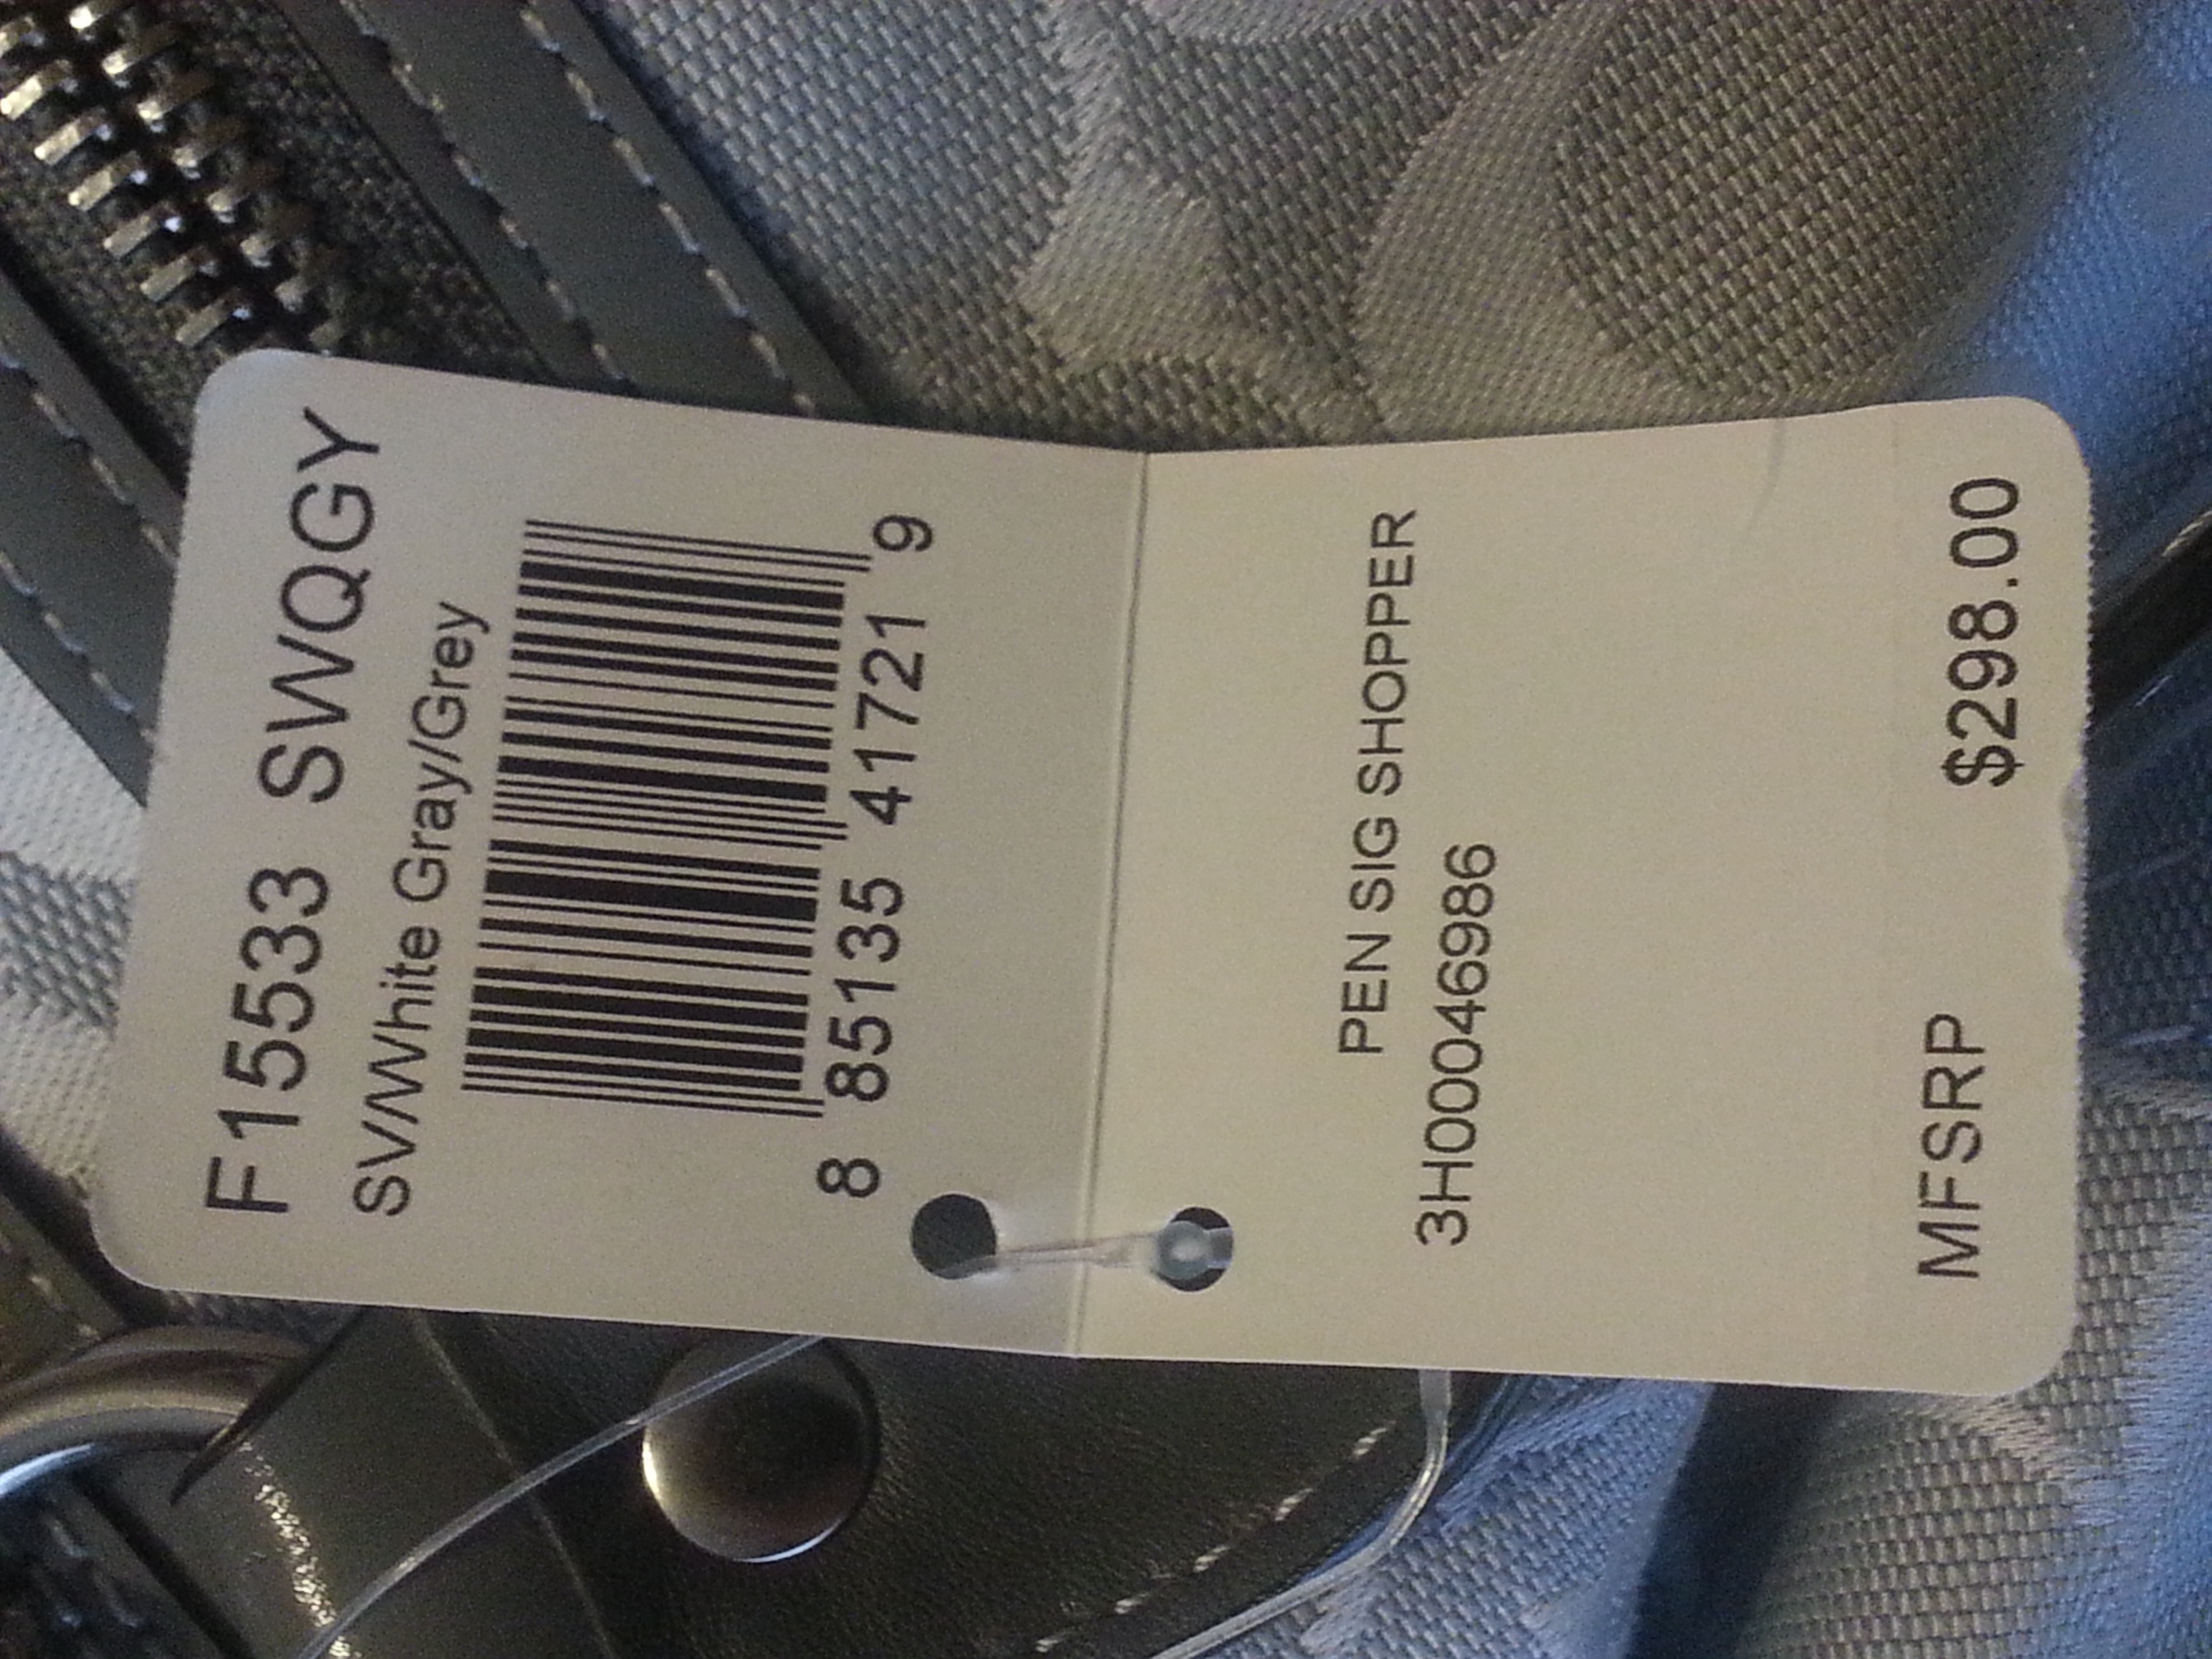 F15533 SWQGY
SV/White Gray/Grey
8 85135 41721 9
PEN SIG SHOPPER
3H00046986
MFSRP $298.00